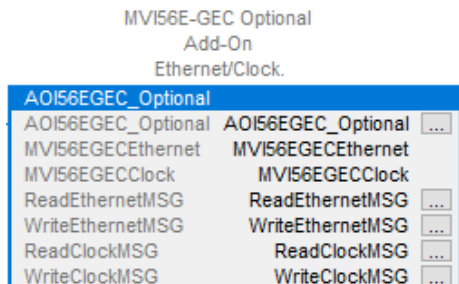 MVI56E-GEC Optional
Add-On
Ethernet/Clock.
AOI56EGEC_Optional
AOI56EGEC_Optional AOI56EGEC_Optional ...
MVI56EGECEthernet MVI56EGECEthernet
MVI56EGECClock MVI56EGECClock
ReadEthernetMSG ReadEthernetMSG ...
WriteEthernetMSG WriteEthernetMSG ...
ReadClockMSG ReadClockMSG ...
WriteClockMSG WriteClockMSG ...